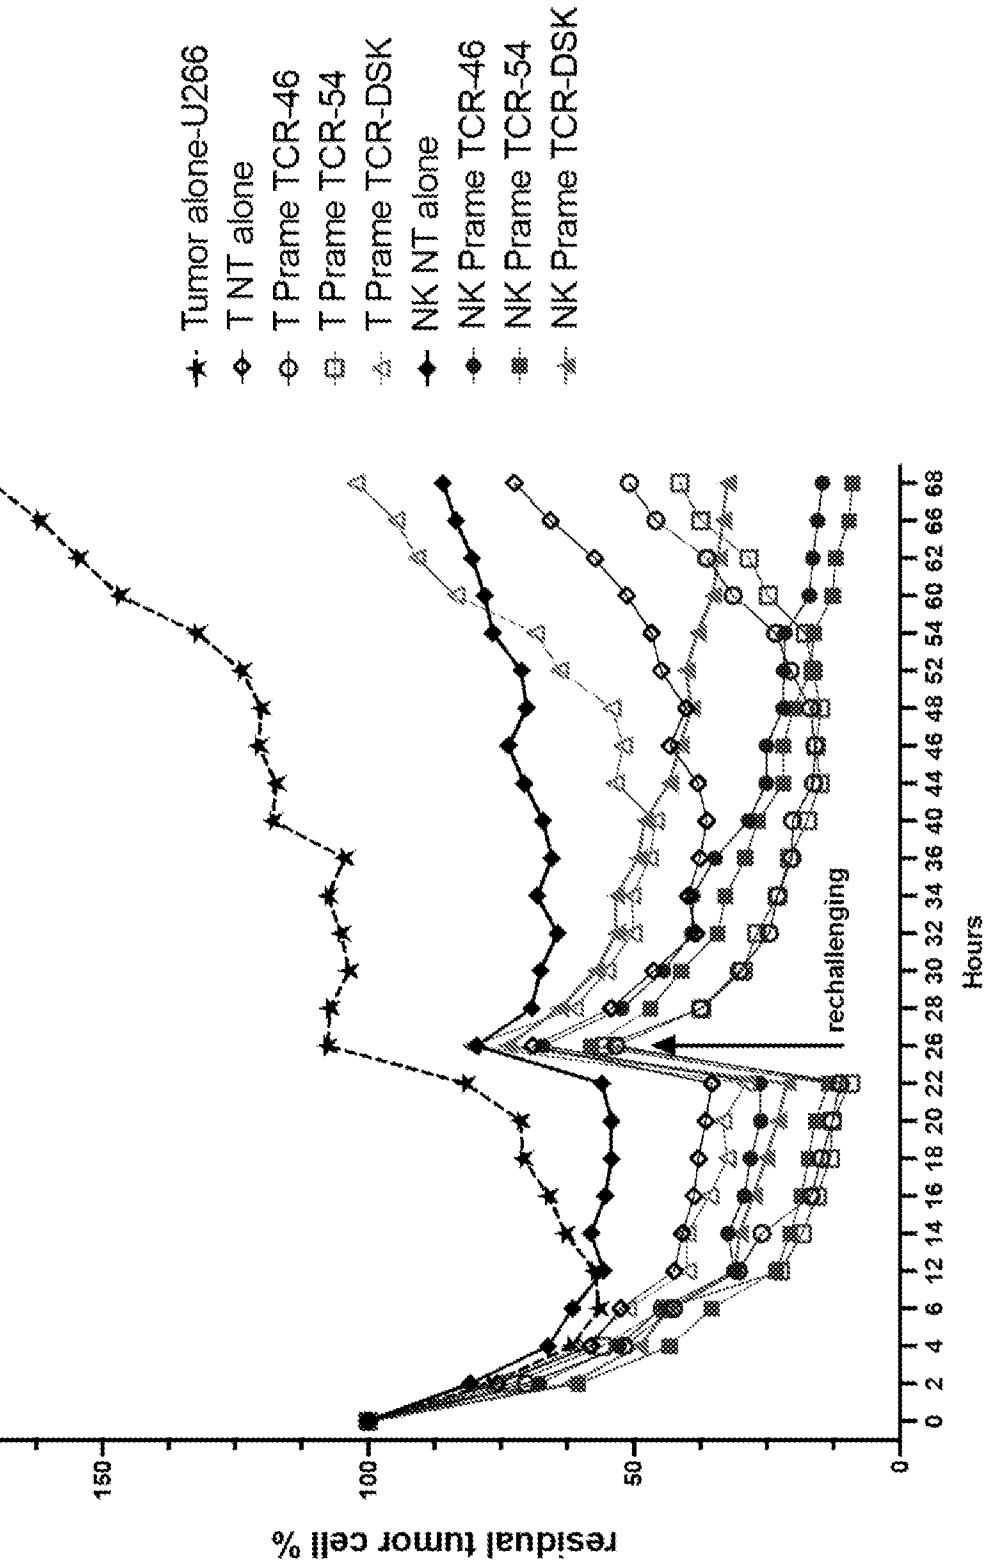 residual tumor cell %
150
100
50
0
0 2 4 6 12 14 16 18 20 22 26 28 30 32 34 36 40 44 46 48 52 54 60 62 66 68
Hours
rechallenging
Tumor alone-U266
T NT alone
T Prame TCR-46
T Prame TCR-54
T Prame TCR-DSK
NK NT alone
NK Prame TCR-46
NK Prame TCR-54
NK Prame TCR-DSK